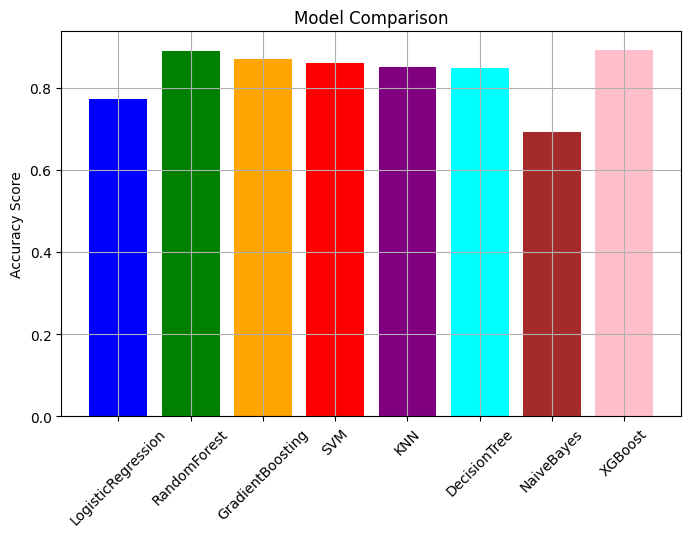 Model Comparison
Accuracy Score
0.8
0.6
0.4
0.2
0.0
LogisticRegression
RandomForest
GradientBoosting
SVM
KNN
DecisionTree
NaiveBayes
XGBoost